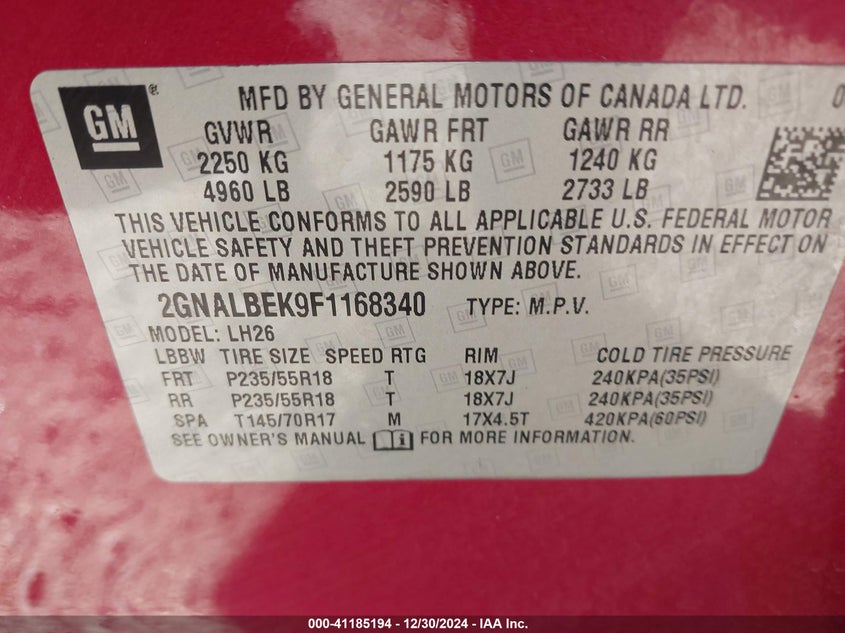 GM ® MFD BY GENERAL MOTORS OF CANADA LTD. 0
GVWR GAWR FRT GAWR RR
2250 KG 1175 KG 1240 KG
4960 LB 2590 LB 2733 LB
THIS VEHICLE CONFORMS TO ALL APPLICABLE U.S. FEDERAL MOTOR
VEHICLE SAFETY AND THEFT PREVENTION STANDARDS IN EFFECT ON
THE DATE OF MANUFACTURE SHOWN ABOVE.
2GNALBEK9F1168340 TYPE: M.P.V.
MODEL: LH26
LBBW TIRE SIZE SPEED RTG RIM COLD TIRE PRESSURE
FRT P235/55R18 T 18X7J 240KPA(35PSI)
RR P235/55R18 T 18X7J 240KPA(35PSI)
SPA T145/70R17 M 17X4.5T 420KPA(60PSI)
SEE OWNER'S MANUAL FOR MORE INFORMATION.
000-41185194 - 12/30/2024 - IAA Inc.